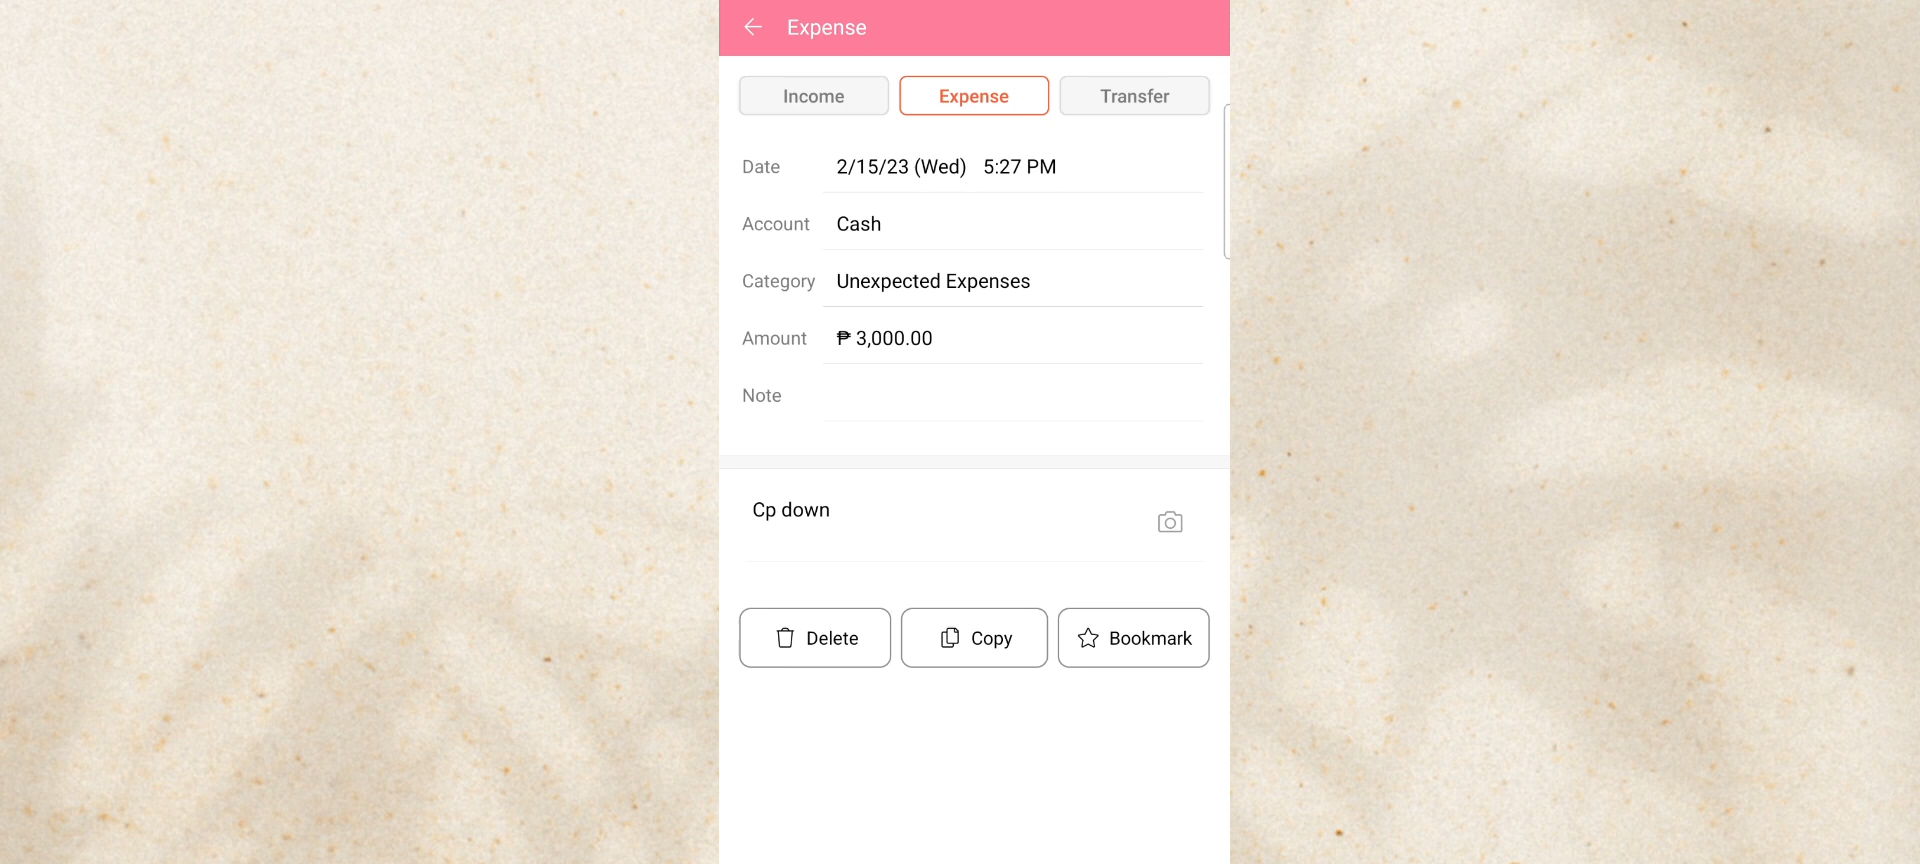 Expense
Income Expense Transfer
Date 2/15/23 (Wed) 5:27 PM
Account Cash
Category Unexpected Expenses
Amount ₱ 3,000.00
Note
Cp down
Delete Copy Bookmark